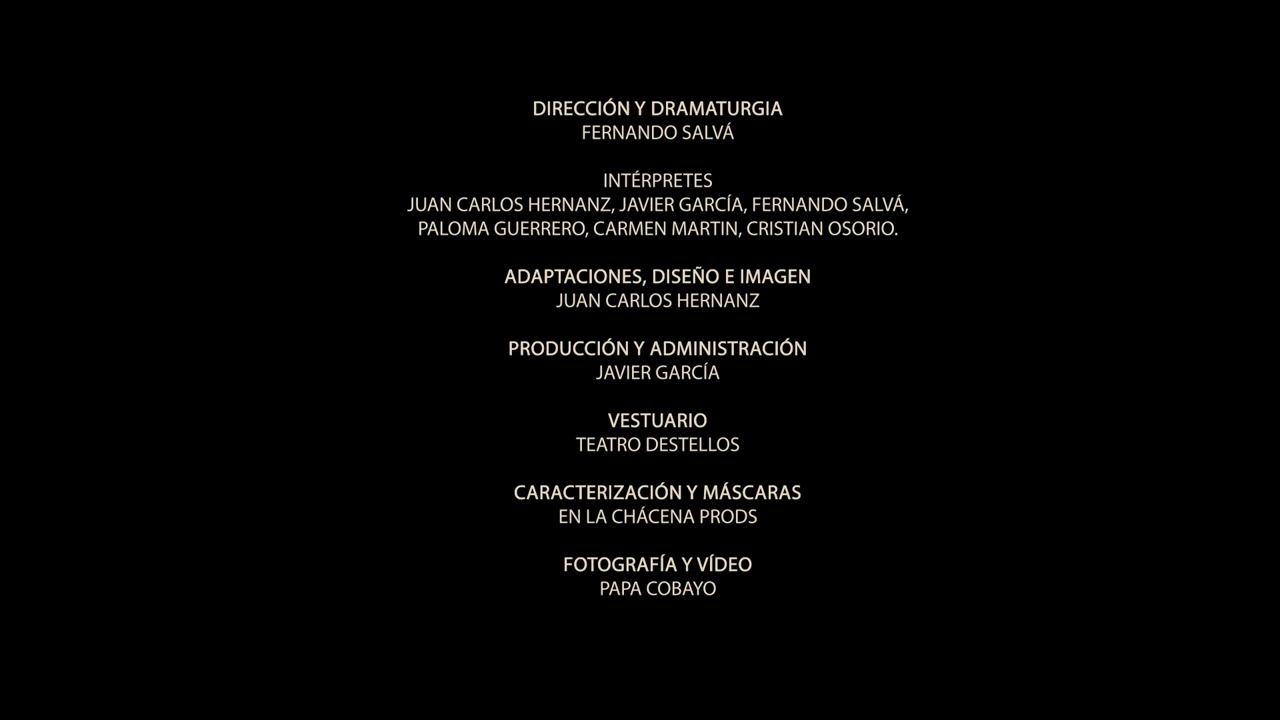 DIRECCIÓN Y DRAMATURGIA
FERNANDO SALVÁ
INTÉRPRETES
JUAN CARLOS HERNANZ, JAVIER GARCÍA, FERNANDO SALVÁ,
PALOMA GUERRERO, CARMEN MARTIN, CRISTIAN OSORIO.
ADAPTACIONES, DISEÑO E IMAGEN
JUAN CARLOS HERNANZ
PRODUCCIÓN Y ADMINISTRACIÓN
JAVIER GARCÍA
VESTUARIO
TEATRO DESTELLOS
CARACTERIZACIÓN Y MÁSCARAS
EN LA CHÁCENA PRODS
FOTOGRAFÍA Y VÍDEO
PAPA COBAYO